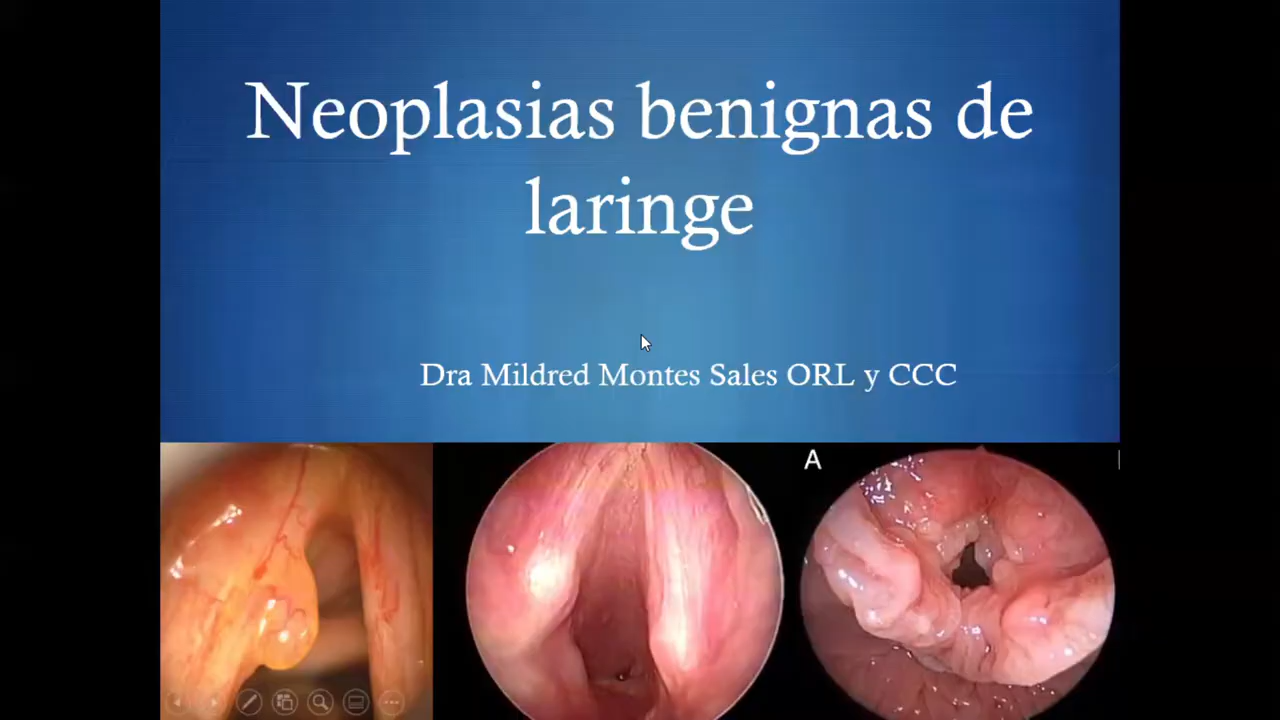 Neoplasias benignas de
laringe
Dra Mildred Montes Sales ORL y CCC
A